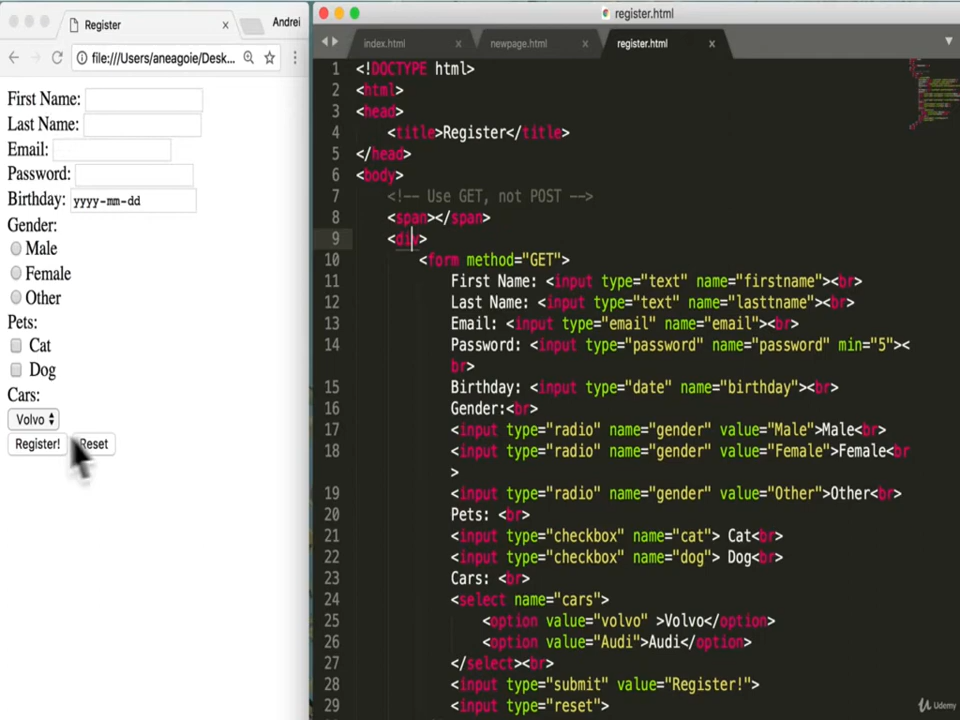 Register
Andrei
file:///Users/aneagoie/Desk...
First Name:
Last Name:
Email:
Password:
Birthday: yyyy-mm-dd
Gender:
Male
Female
Other
Pets:
Cat
Dog
Cars:
Volvo
Register! Reset
register.html
index.html newpage.html register.html
1 <!DOCTYPE html>
2 <html>
3 <head>
4 <title>Register</title>
5 </head>
6 <body>
7 <!-- Use GET, not POST -->
8 <span></span>
9 <div>
10 <form method="GET">
11 First Name: <input type="text" name="firstname"><br>
12 Last Name: <input type="text" name="lasttname"><br>
13 Email: <input type="email" name="email"><br>
14 Password: <input type="password" name="password" min="5"><
br>
15 Birthday: <input type="date" name="birthday"><br>
16 Gender:<br>
17 <input type="radio" name="gender" value="Male">Male<br>
18 <input type="radio" name="gender" value="Female">Female<br
>
19 <input type="radio" name="gender" value="Other">Other<br>
20 Pets: <br>
21 <input type="checkbox" name="cat"> Cat<br>
22 <input type="checkbox" name="dog"> Dog<br>
23 Cars: <br>
24 <select name="cars">
25 <option value="volvo" >Volvo</option>
26 <option value="Audi">Audi</option>
27 </select><br>
28 <input type="submit" value="Register!">
29 <input type="reset">
Udemy